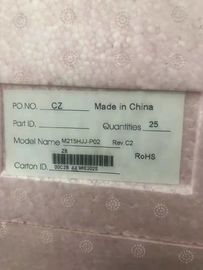 PO.NO. CZ Made in China
Part ID. Quantities 25
Model Name M215HJJ-P02 Rev.C2
ZB
RoHS
Carton ID.